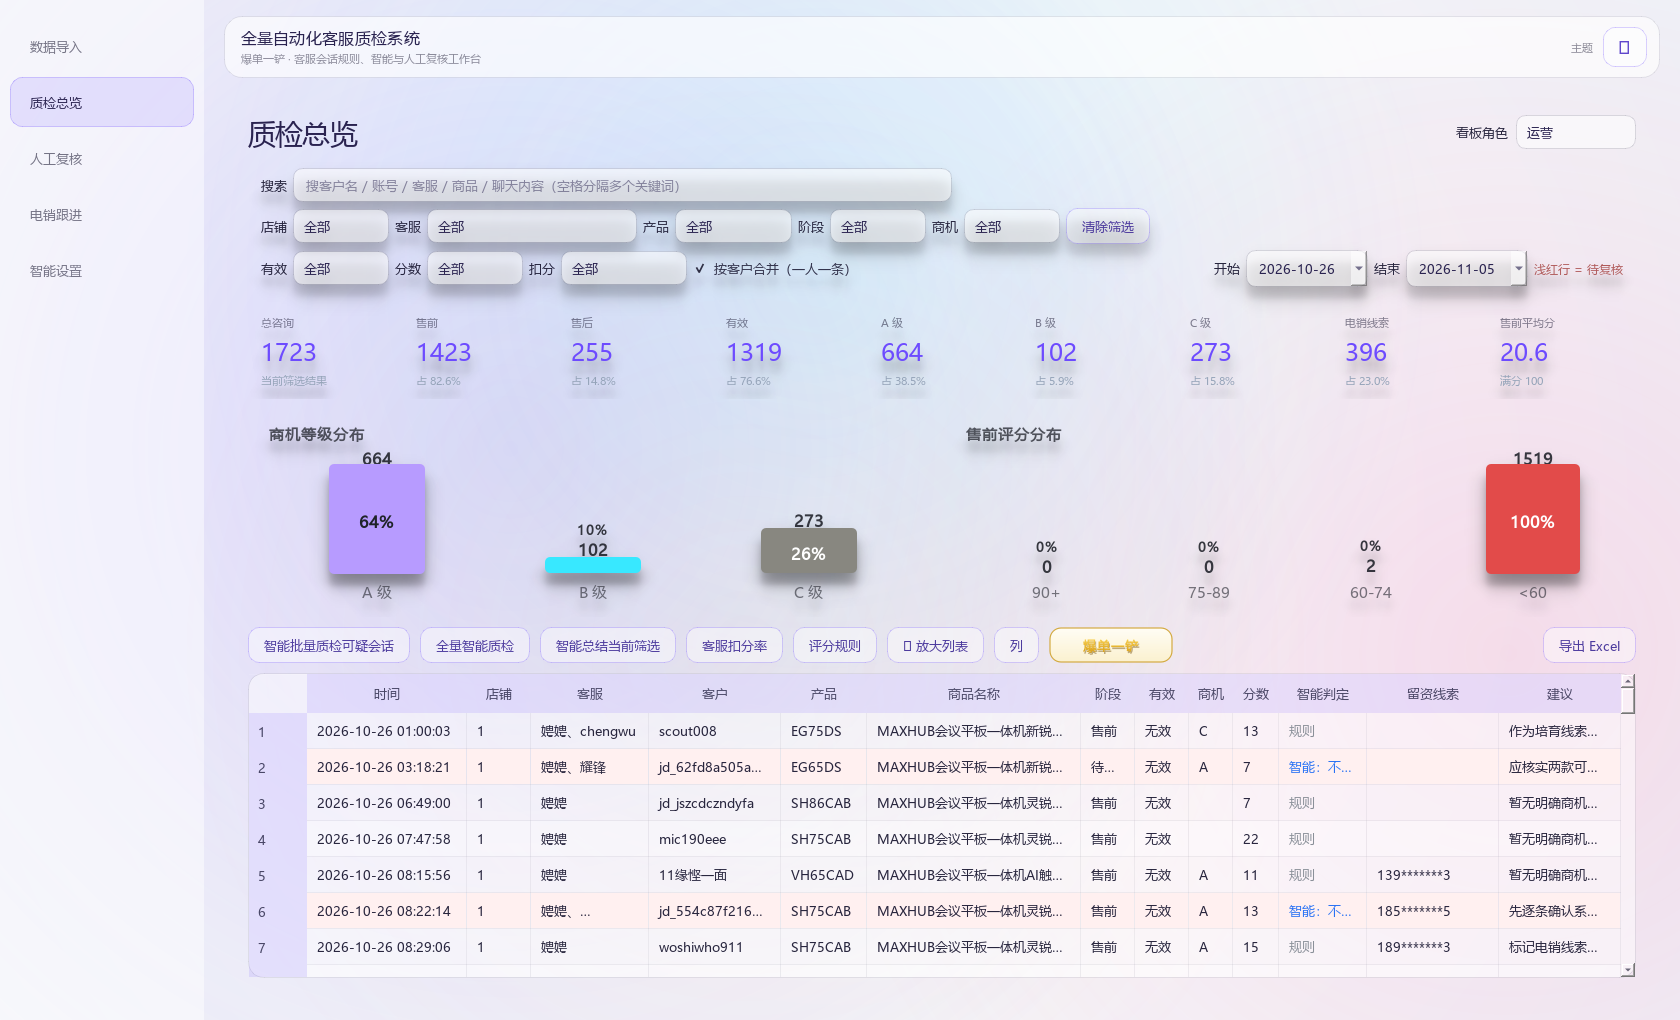 全量自动化客服质检系统
爆单一铲 · 客服会话规则、智能与人工复核工作台
主题
数据导入
质检总览
人工复核
电销跟进
智能设置
质检总览
看板角色 运营
搜索 搜客户名 / 账号 / 客服 / 商品 / 聊天内容（空格分隔多个关键词）
店铺 全部 客服 全部 产品 全部 阶段 全部 商机 全部 清除筛选
有效 全部 分数 全部 扣分 全部 ✓ 按客户合并（一人一条） 开始 2026-10-26 结束 2026-11-05 浅红行 = 待复核
总咨询 售前 售后 有效 A 级 B 级 C 级 电销线索 售前平均分
1723 1423 255 1319 664 102 273 396 20.6
当前筛选结果 占 82.6% 占 14.8% 占 76.6% 占 38.5% 占 5.9% 占 15.8% 占 23.0% 满分 100
商机等级分布
664
64%
10%
102
273
26%
A 级 B 级 C 级
售前评分分布
0%
0
0%
0
0%
2
1519
100%
90+ 75-89 60-74 <60
智能批量质检可疑会话 全量智能质检 智能总结当前筛选 客服扣分率 评分规则 放大列表 列 爆单一铲 导出 Excel
时间 店铺 客服 客户 产品 商品名称 阶段 有效 商机 分数 智能判定 留资线索 建议
1 2026-10-26 01:00:03 1 娉娉、chengwu scout008 EG75DS MAXHUB会议平板一体机新锐... 售前 无效 C 13 规则 作为培育线索...
2 2026-10-26 03:18:21 1 娉娉、耀锋 jd_62fd8a505a... EG65DS MAXHUB会议平板一体机新锐... 待... 无效 A 7 智能：不... 应核实两款可...
3 2026-10-26 06:49:00 1 娉娉 jd_jszcdczndyfa SH86CAB MAXHUB会议平板一体机灵锐... 售前 无效 7 规则 暂无明确商机...
4 2026-10-26 07:47:58 1 娉娉 mic190eee SH75CAB MAXHUB会议平板一体机灵锐... 售前 无效 22 规则 暂无明确商机...
5 2026-10-26 08:15:56 1 娉娉 11缘悭一面 VH65CAD MAXHUB会议平板一体机AI触... 售前 无效 A 11 规则 139*******3 暂无明确商机...
6 2026-10-26 08:22:14 1 娉娉、... jd_554c87f216... SH75CAB MAXHUB会议平板一体机灵锐... 售前 无效 A 13 智能：不... 185*******5 先逐条确认系...
7 2026-10-26 08:29:06 1 娉娉 woshiwho911 SH75CAB MAXHUB会议平板一体机灵锐... 售前 无效 A 15 规则 189*******3 标记电销线索...